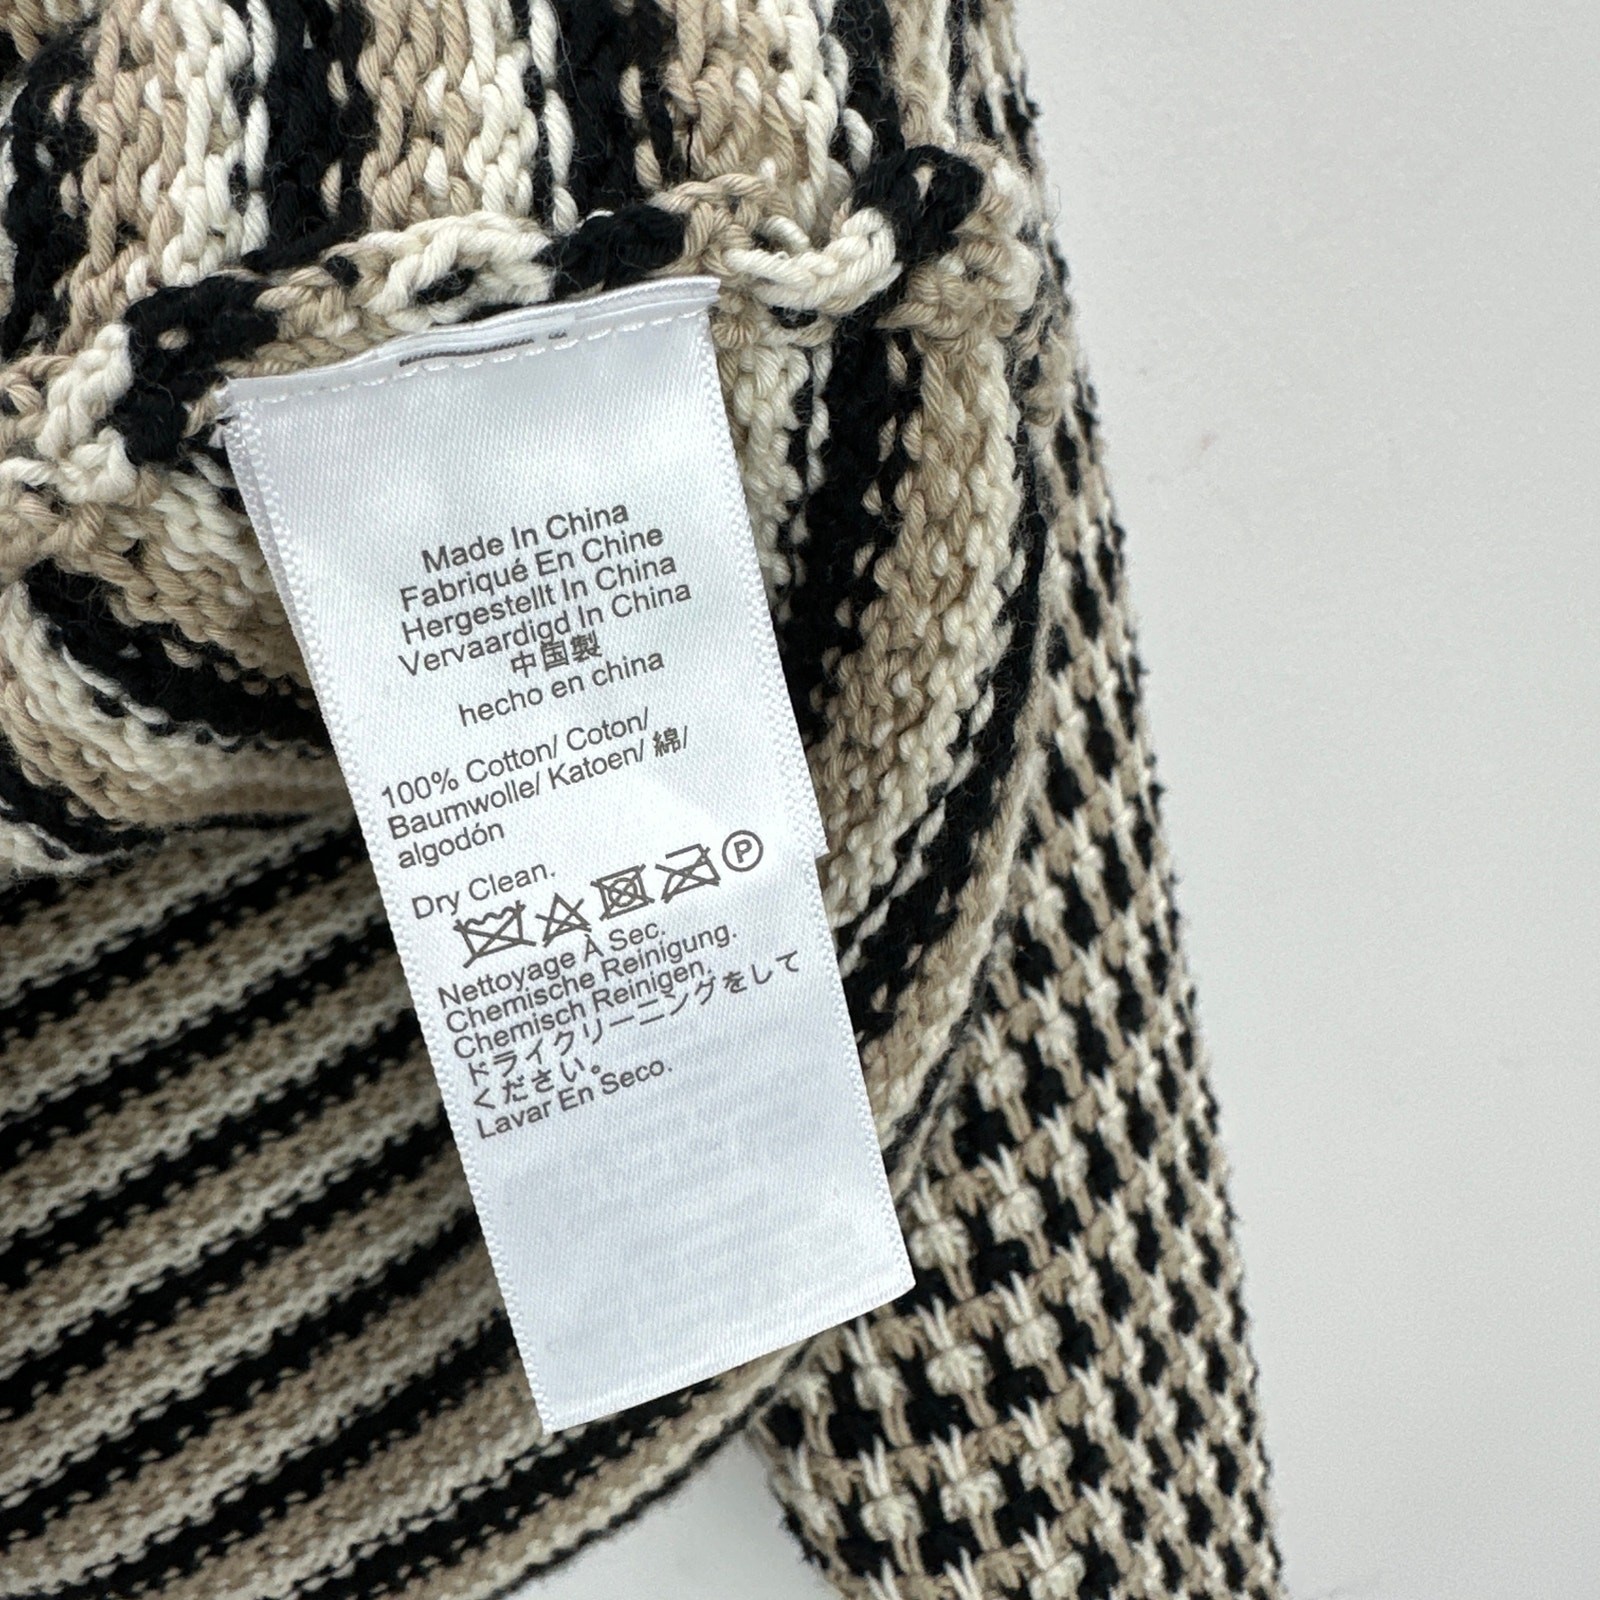 Made In China
Fabriqué En Chine
Hergestellt In China
Vervaardigd In China
中国製
hecho en china
100% Cotton/ Coton/
Baumwolle/ Katoen/ 綿/
algodón
Dry Clean.
P
Nettoyage À Sec.
Chemische Reinigung.
Chemisch Reinigen.
ドライクリーニングをして
ください。
Lavar En Seco.